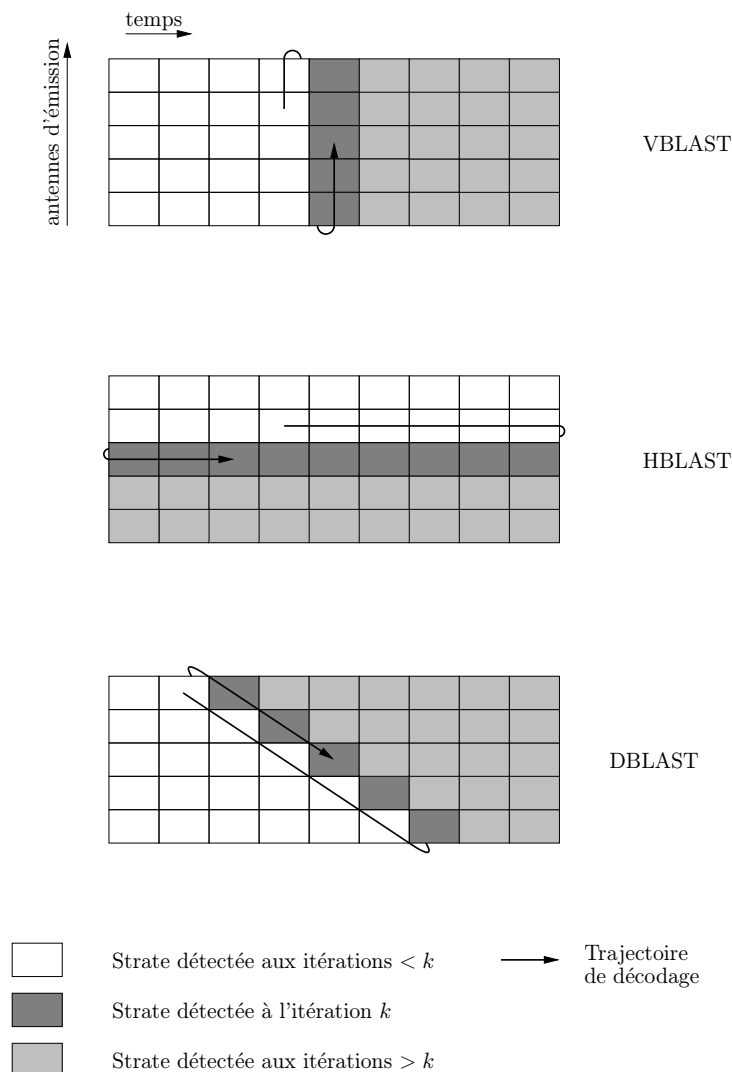 temps
antennes d'émission
VBLAST
HBLAST
DBLAST
Strate détectée aux itérations < k
Trajectoire
de décodage
Strate détectée à l'itération k
Strate détectée aux itérations > k